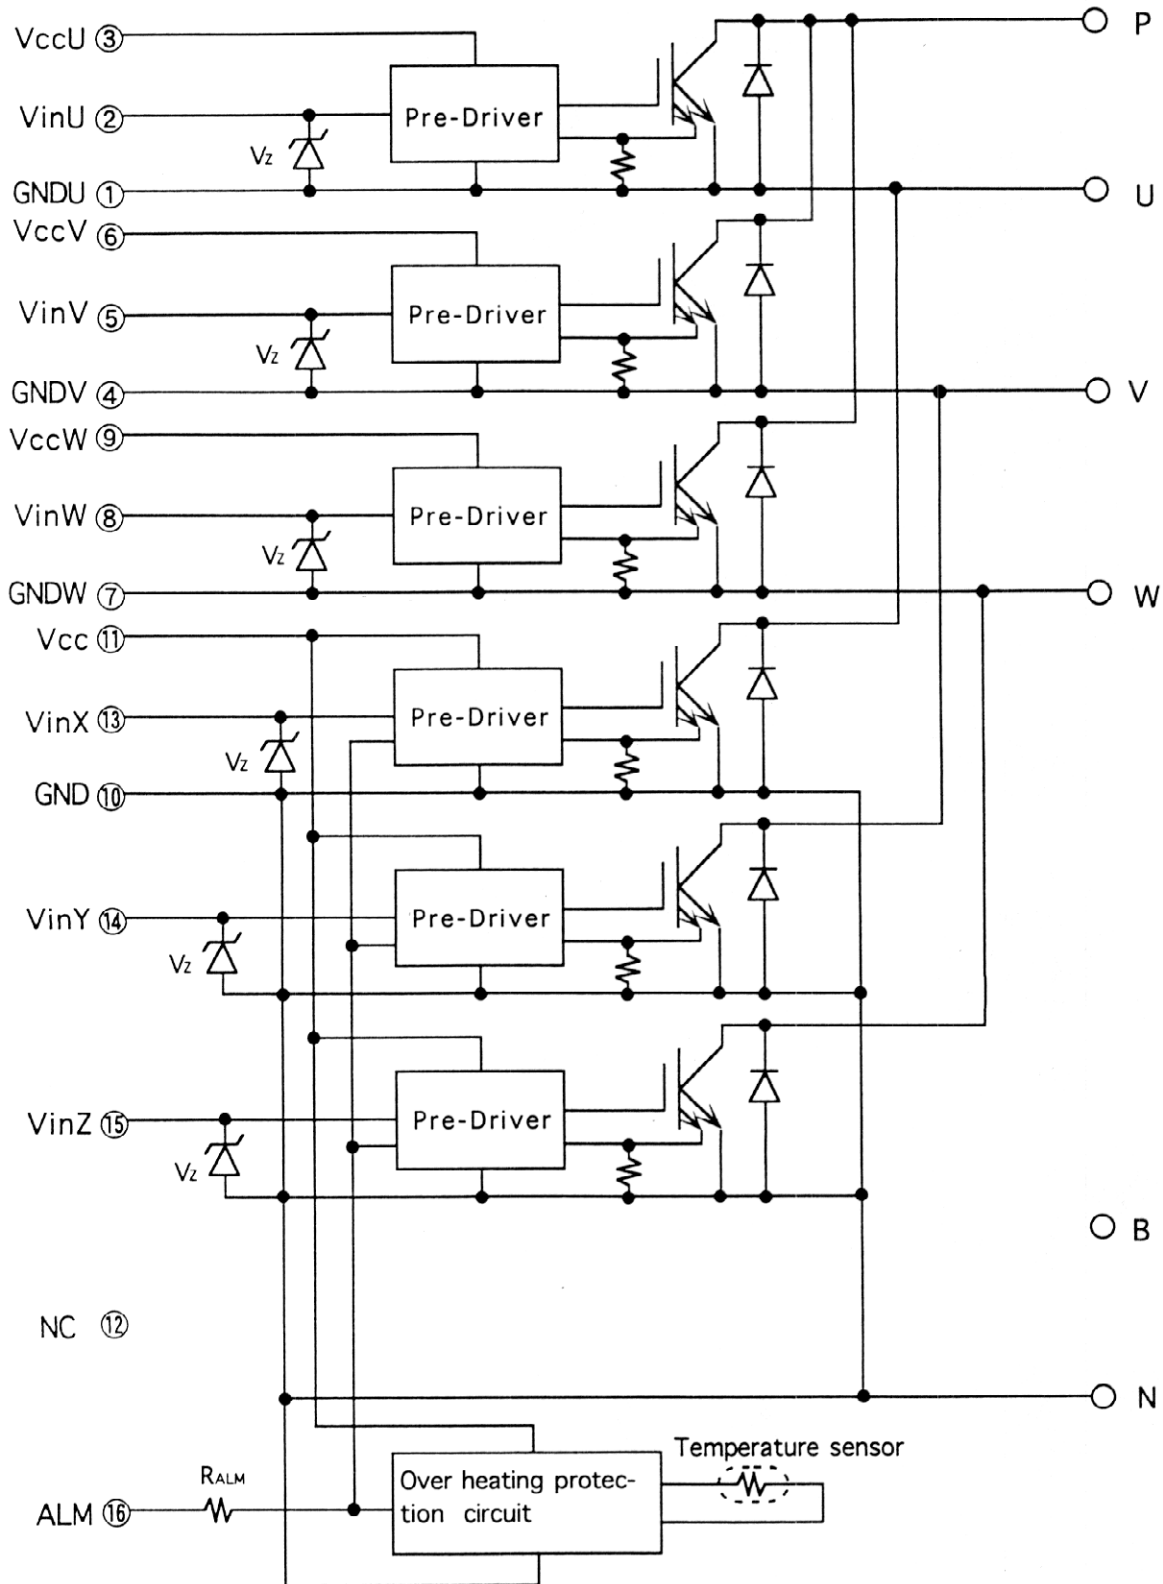 VccU ③
P
VinU ②
Pre-Driver
Vz
GNDU ①
U
VccV ⑥
VinV ⑤
Pre-Driver
Vz
GNDV ④
V
VccW ⑨
VinW ⑧
Pre-Driver
Vz
GNDW ⑦
W
Vcc ⑪
VinX ⑬
Pre-Driver
Vz
GND ⑩
VinY ⑭
Pre-Driver
Vz
VinZ ⑮
Pre-Driver
Vz
B
NC ⑫
N
Temperature sensor
RALM
Over heating protec-
tion circuit
ALM ⑯